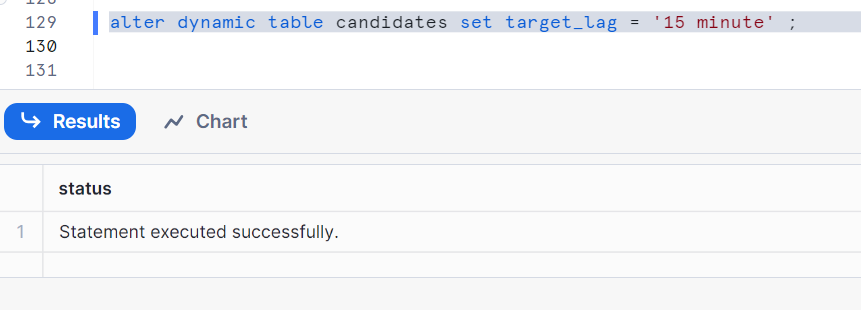 129 alter dynamic table candidates set target_lag = '15 minute' ;
130
131
Results Chart
status
1 Statement executed successfully.